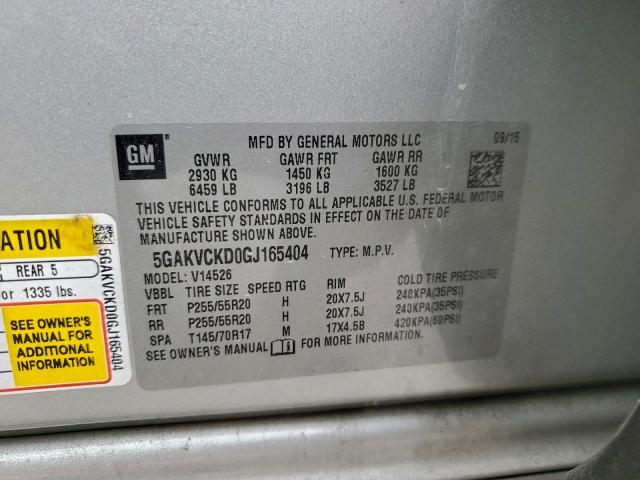 GM
MFD BY GENERAL MOTORS LLC 09/15
GVWR GAWR FRT GAWR RR
2930 KG 1450 KG 1600 KG
6459 LB 3196 LB 3527 LB
THIS VEHICLE CONFORMS TO ALL APPLICABLE U.S. FEDERAL MOTOR
VEHICLE SAFETY STANDARDS IN EFFECT ON THE DATE OF
MANUFACTURE SHOWN ABOVE.
5GAKVCKD0GJ165404 TYPE: M.P.V.
MODEL: V14526
VBBL TIRE SIZE SPEED RTG RIM COLD TIRE PRESSURE
FRT P255/55R20 H 20X7.5J 240KPA(35PSI)
RR P255/55R20 H 20X7.5J 240KPA(35PSI)
SPA T145/70R17 M 17X4.5B 420KPA(60PSI)
SEE OWNER'S MANUAL FOR MORE INFORMATION.
ATION
REAR 5
or 1335 lbs.
SEE OWNER'S
MANUAL FOR
ADDITIONAL
INFORMATION
5GAKVCKD0GJ165404